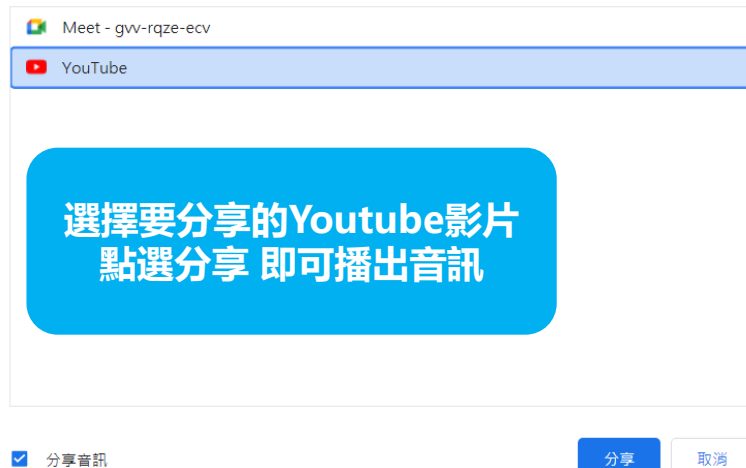 Meet - gvv-rqze-ecv
YouTube
選擇要分享的Youtube影片
點選分享 即可播出音訊
分享音訊
分享
取消